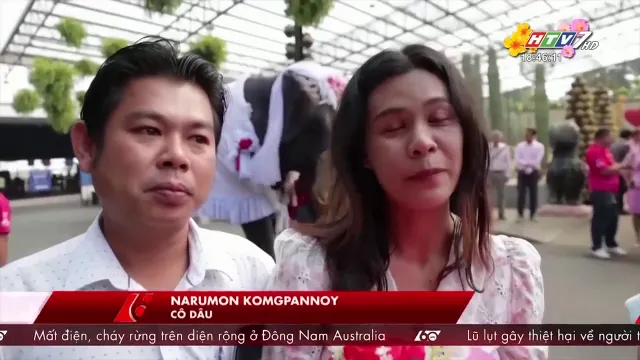 HTV7 HD
18:46:11
NARUMON KOMGPANNOY
CÔ DÂU
Mất điện, cháy rừng trên diện rộng ở Đông Nam Australia 60 Lũ lụt gây thiệt hại về người t